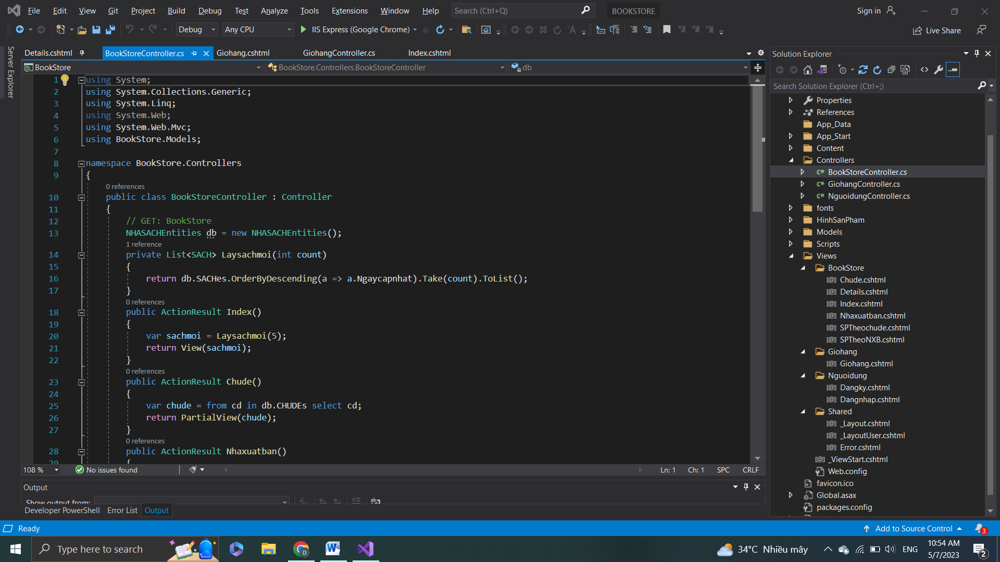 File Edit View Git Project Build Debug Test Analyze Tools Extensions Window Help Search (Ctrl+Q) BOOKSTORE Sign in
Debug Any CPU IIS Express (Google Chrome) Live Share
Server Explorer
Details.cshtml BookStoreController.cs Giohang.cshtml GiohangController.cs Index.cshtml
BookStore BookStore.Controllers.BookStoreController db
1 using System;
2 using System.Collections.Generic;
3 using System.Linq;
4 using System.Web;
5 using System.Web.Mvc;
6 using BookStore.Models;
7
8 namespace BookStore.Controllers
9 {
0 references
10 public class BookStoreController : Controller
11 {
12 // GET: BookStore
13 NHASACHEntities db = new NHASACHEntities();
1 reference
14 private List<SACH> Laysachmoi(int count)
15 {
16 return db.SACHes.OrderByDescending(a => a.Ngaycapnhat).Take(count).ToList();
17 }
0 references
18 public ActionResult Index()
19 {
20 var sachmoi = Laysachmoi(5);
21 return View(sachmoi);
22 }
0 references
23 public ActionResult Chude()
24 {
25 var chude = from cd in db.CHUDEs select cd;
26 return PartialView(chude);
27 }
0 references
28 public ActionResult Nhaxuatban()
29 {
108 % No issues found Ln: 1 Ch: 1 SPC CRLF
Output
Show output from:
Developer PowerShell Error List Output
Solution Explorer
Search Solution Explorer (Ctrl+;)
Properties
References
App_Data
App_Start
Content
Controllers
C# BookStoreController.cs
C# GiohangController.cs
C# NguoidungController.cs
fonts
HinhSanPham
Models
Scripts
Views
BookStore
[@] Chude.cshtml
[@] Details.cshtml
[@] Index.cshtml
[@] Nhaxuatban.cshtml
[@] SPTheochude.cshtml
[@] SPTheoNXB.cshtml
Giohang
[@] Giohang.cshtml
Nguoidung
[@] Dangky.cshtml
[@] Dangnhap.cshtml
Shared
[@] _Layout.cshtml
[@] _LayoutUser.cshtml
[@] Error.cshtml
[@] _ViewStart.cshtml
Web.config
favicon.ico
Global.asax
packages.config
Ready Add to Source Control 3
Type here to search D 34°C Nhiều mây ENG 10:54 AM
5/7/2023 2